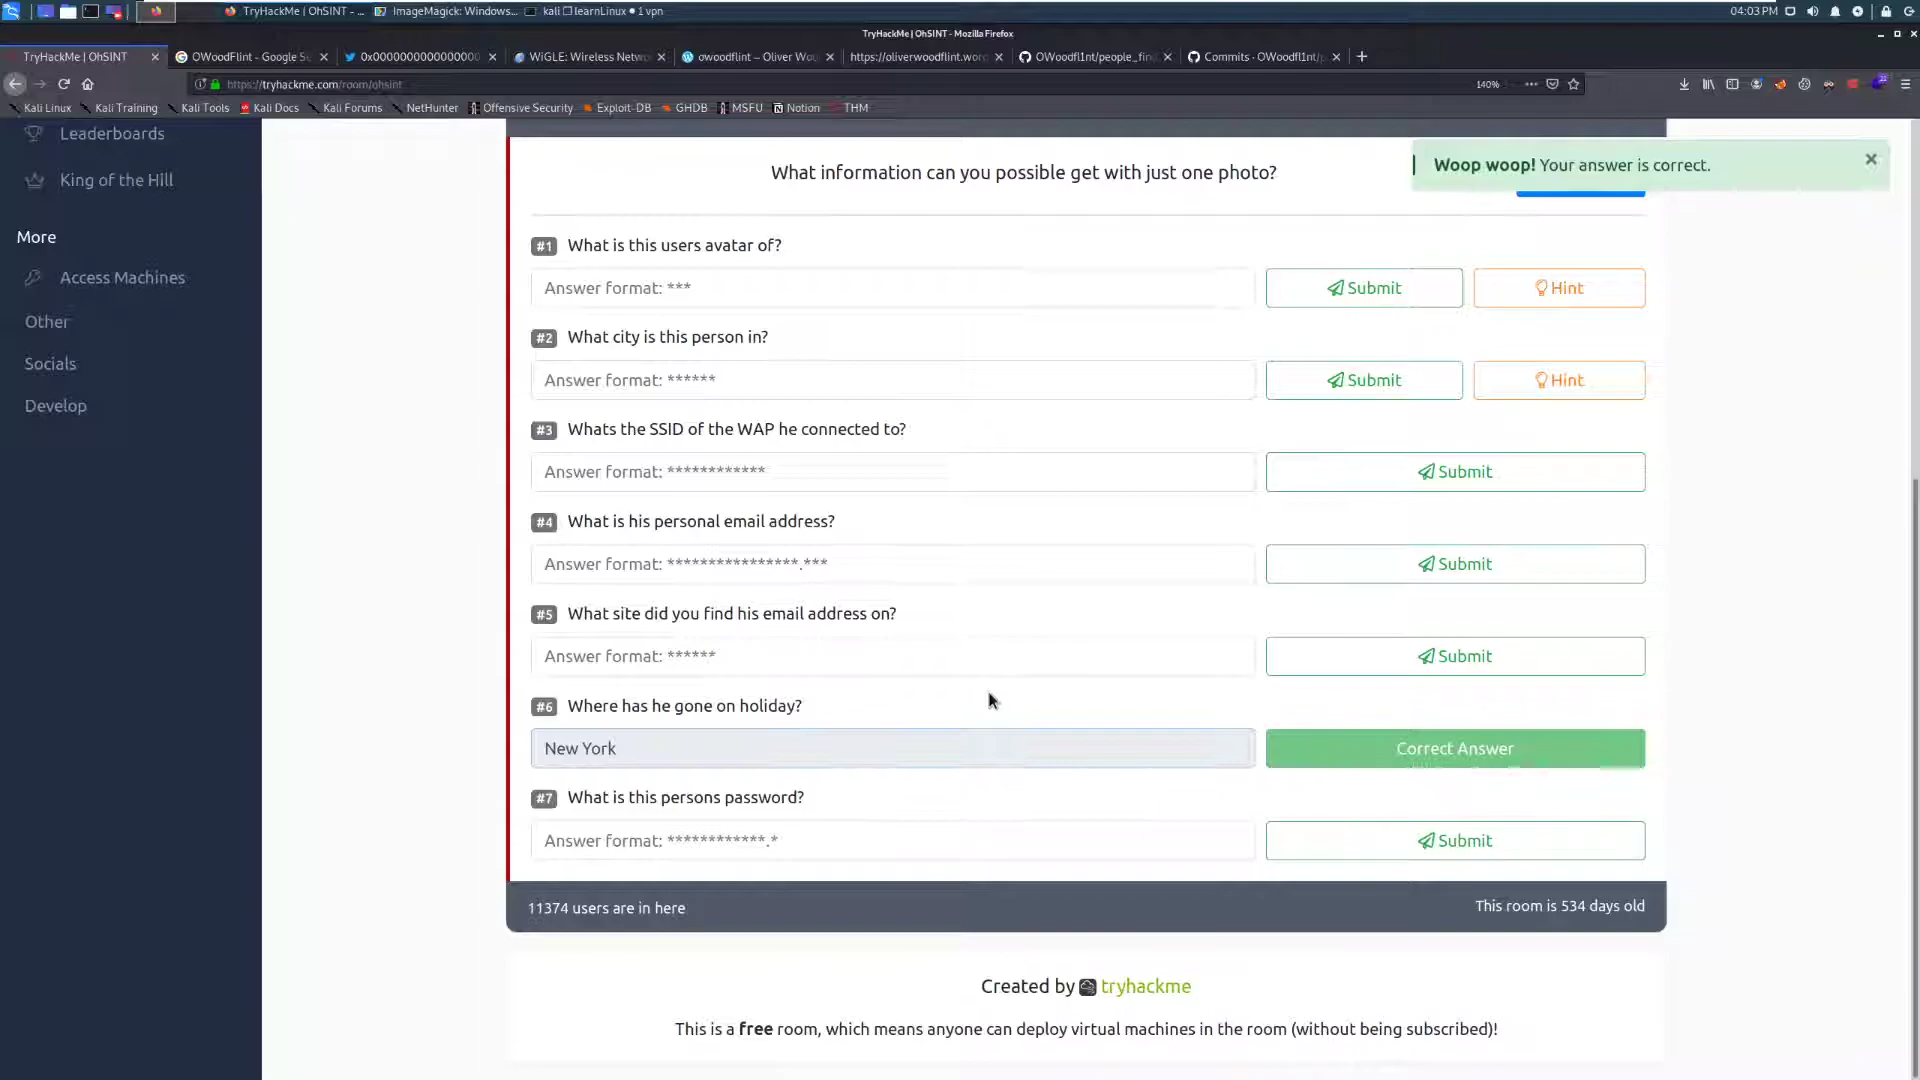 TryHackMe | OhSINT - ...
ImageMagick: Windows...
kali learnLinux • 1 vpn
04:03 PM
TryHackMe | OhSINT - Mozilla Firefox
TryHackMe | OhSINT
OWoodFlint - Google Se
0x0000000000000000
WiGLE: Wireless Netwo
owoodflint – Oliver Wo
https://oliverwoodflint.wor
OWoodfl1nt/people_fin
Commits · OWoodfl1nt/p
https://tryhackme.com/room/ohsint
140%
Kali Linux
Kali Training
Kali Tools
Kali Docs
Kali Forums
NetHunter
Offensive Security
Exploit-DB
GHDB
MSFU
Notion
THM
Leaderboards
King of the Hill
More
Access Machines
Other
Socials
Develop
What information can you possible get with just one photo?
Woop woop! Your answer is correct.
#1 What is this users avatar of?
Answer format: ***
Submit
Hint
#2 What city is this person in?
Answer format: ******
Submit
Hint
#3 Whats the SSID of the WAP he connected to?
Answer format: ************
Submit
#4 What is his personal email address?
Answer format: ****************.***
Submit
#5 What site did you find his email address on?
Answer format: ******
Submit
#6 Where has he gone on holiday?
New York
Correct Answer
#7 What is this persons password?
Answer format: ************.*
Submit
11374 users are in here
This room is 534 days old
Created by tryhackme
This is a free room, which means anyone can deploy virtual machines in the room (without being subscribed)!